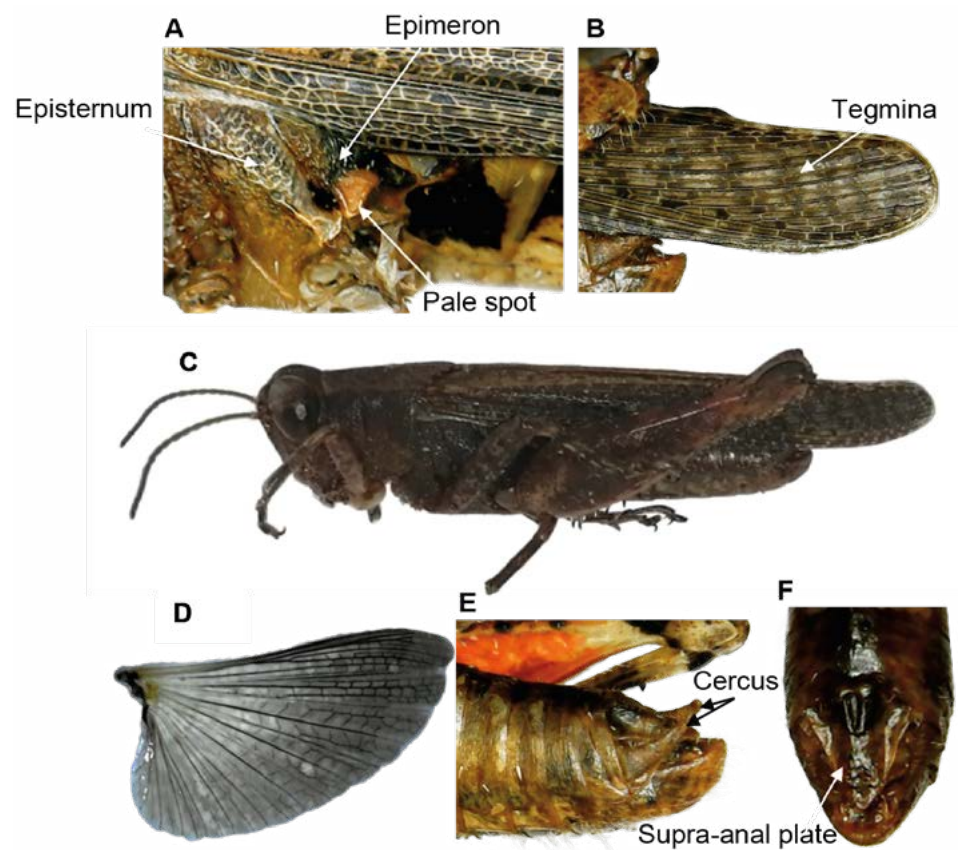 A
Epimeron
B
Episternum
Tegmina
Pale spot
C
D
E
F
Cercus
Supra-anal plate